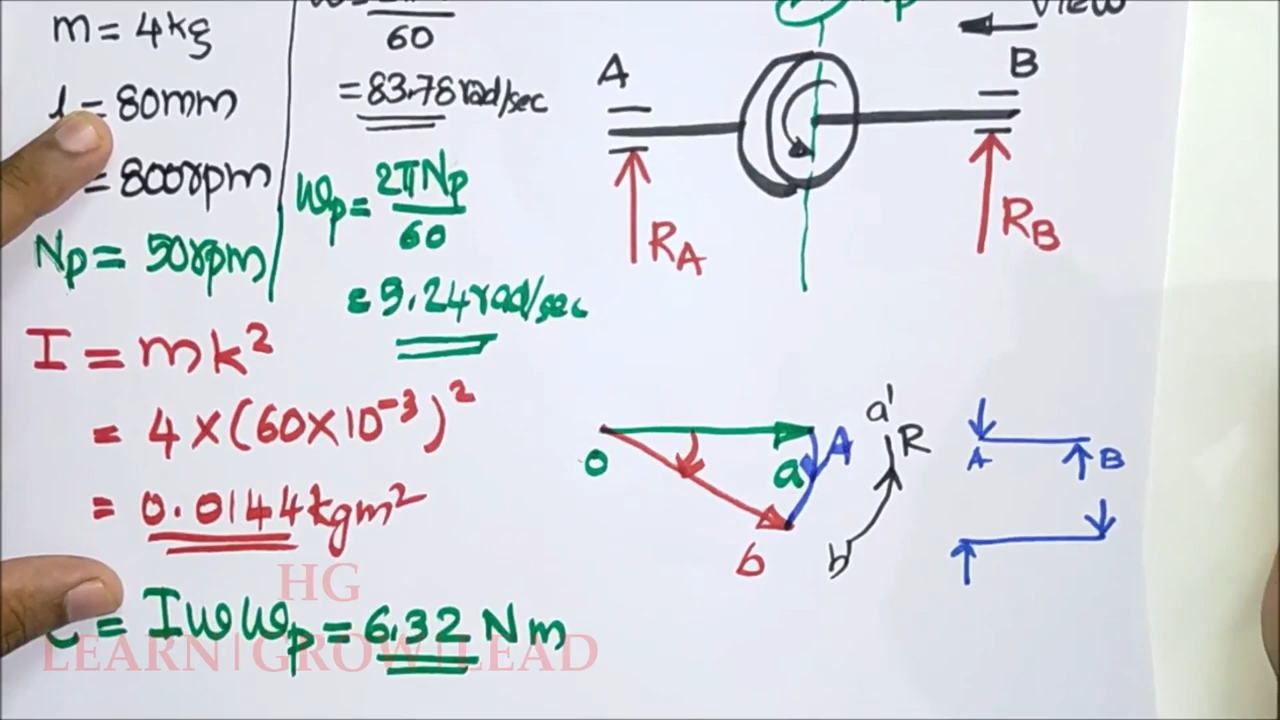 m = 4kg
l = 80mm
= 800rpm
Np = 50rpm
60
= 83.78 rad/sec
ωp = 2πNp
60
= 5.24 rad/sec
I = mk²
= 4 × (60×10⁻³)²
= 0.0144 kgm²
= Iωωp = 6.32 Nm
HG
LEARN|GROW|LEAD
View
A
B
RA
RB
o
a
A
b
a'
R
b'
A
B